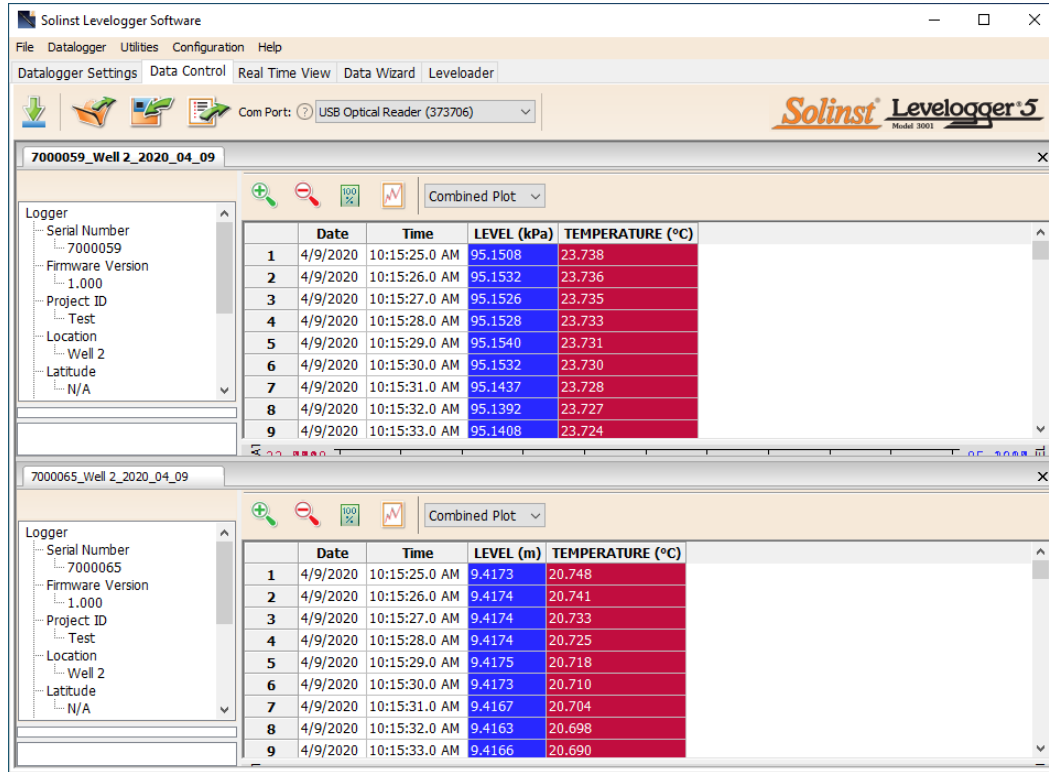 Solinst Levelogger Software
File Datalogger Utilities Configuration Help
Datalogger Settings Data Control Real Time View Data Wizard Leveloader
Com Port: ? USB Optical Reader (373706)
Solinst Levelogger 5
Model 3001
7000059_Well 2_2020_04_09
100 % Combined Plot
Logger
Serial Number
7000059
Firmware Version
1.000
Project ID
Test
Location
Well 2
Latitude
N/A
Date Time LEVEL (kPa) TEMPERATURE (°C)
1 4/9/2020 10:15:25.0 AM 95.1508 23.738
2 4/9/2020 10:15:26.0 AM 95.1532 23.736
3 4/9/2020 10:15:27.0 AM 95.1526 23.735
4 4/9/2020 10:15:28.0 AM 95.1528 23.733
5 4/9/2020 10:15:29.0 AM 95.1540 23.731
6 4/9/2020 10:15:30.0 AM 95.1532 23.730
7 4/9/2020 10:15:31.0 AM 95.1437 23.728
8 4/9/2020 10:15:32.0 AM 95.1392 23.727
9 4/9/2020 10:15:33.0 AM 95.1408 23.724
7000065_Well 2_2020_04_09
100 % Combined Plot
Logger
Serial Number
7000065
Firmware Version
1.000
Project ID
Test
Location
Well 2
Latitude
N/A
Date Time LEVEL (m) TEMPERATURE (°C)
1 4/9/2020 10:15:25.0 AM 9.4173 20.748
2 4/9/2020 10:15:26.0 AM 9.4174 20.741
3 4/9/2020 10:15:27.0 AM 9.4174 20.733
4 4/9/2020 10:15:28.0 AM 9.4174 20.725
5 4/9/2020 10:15:29.0 AM 9.4175 20.718
6 4/9/2020 10:15:30.0 AM 9.4173 20.710
7 4/9/2020 10:15:31.0 AM 9.4167 20.704
8 4/9/2020 10:15:32.0 AM 9.4163 20.698
9 4/9/2020 10:15:33.0 AM 9.4166 20.690